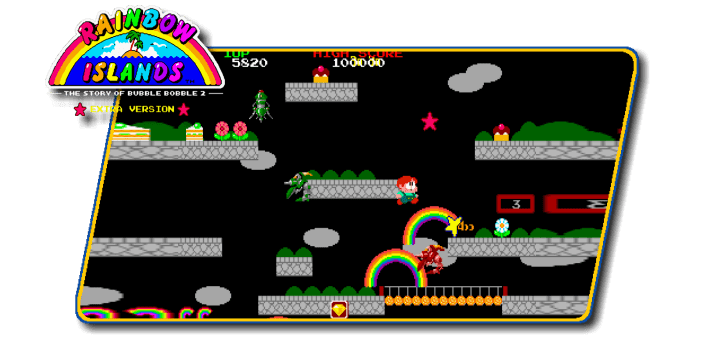 RAINBOW
ISLANDS
THE STORY OF BUBBLE BOBBLE 2
EXTRA VERSION
1UP
HIGH SCORE
5820
100000
3